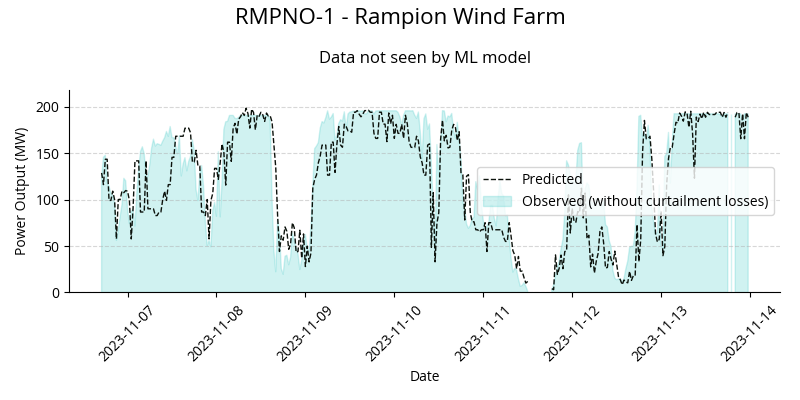 RMPNO-1 - Rampion Wind Farm
Data not seen by ML model
Power Output (MW)
200
150
100
50
0
Predicted
Observed (without curtailment losses)
2023-11-07
2023-11-08
2023-11-09
2023-11-10
2023-11-11
2023-11-12
2023-11-13
2023-11-14
Date